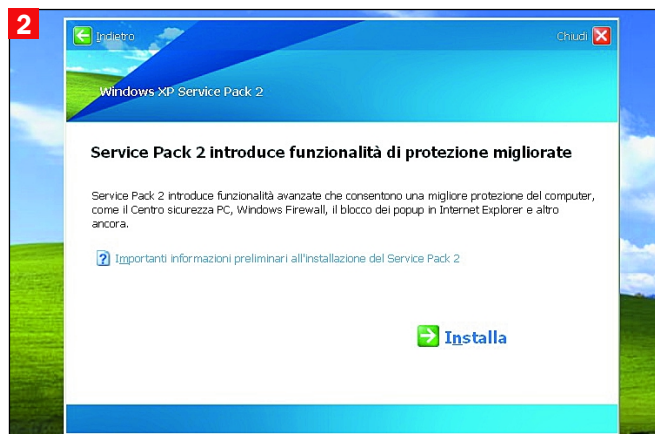 2
Indietro
Chiudi
Windows XP Service Pack 2
Service Pack 2 introduce funzionalità di protezione migliorate
Service Pack 2 introduce funzionalità avanzate che consentono una migliore protezione del computer,
come il Centro sicurezza PC, Windows Firewall, il blocco dei popup in Internet Explorer e altro
ancora.
Importanti informazioni preliminari all'installazione del Service Pack 2
Installa